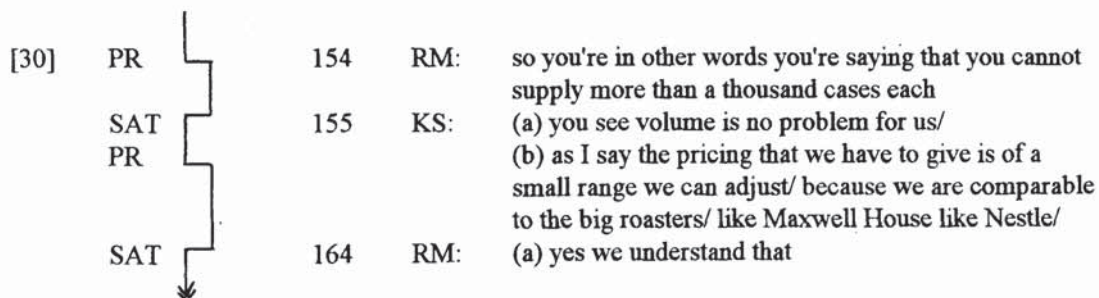 [30] PR 154 RM: so you're in other words you're saying that you cannot
supply more than a thousand cases each
SAT 155 KS: (a) you see volume is no problem for us/
PR (b) as I say the pricing that we have to give is of a
small range we can adjust/ because we are comparable
to the big roasters/ like Maxwell House like Nestle/
SAT 164 RM: (a) yes we understand that